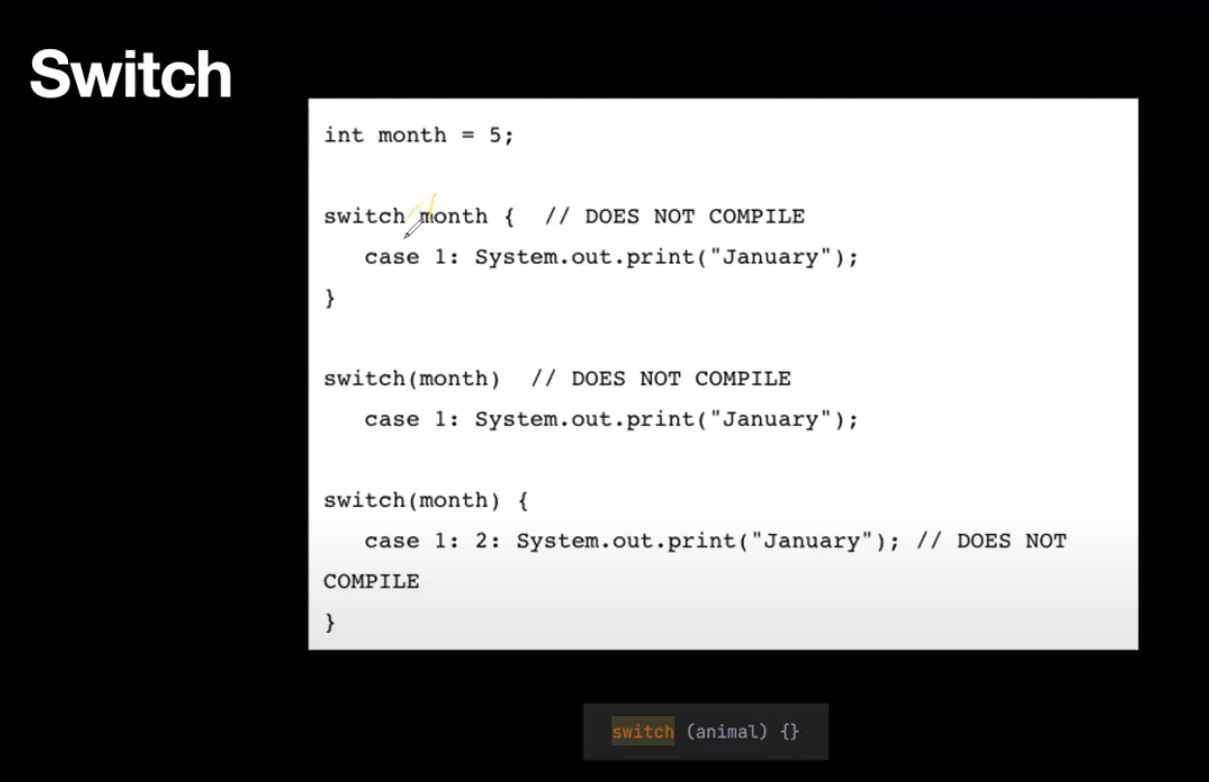 Switch
int month = 5;
switch month {  // DOES NOT COMPILE
   case 1: System.out.print("January");
}
switch(month)  // DOES NOT COMPILE
   case 1: System.out.print("January");
switch(month) {
   case 1: 2: System.out.print("January"); // DOES NOT
COMPILE
}
switch (animal) {}